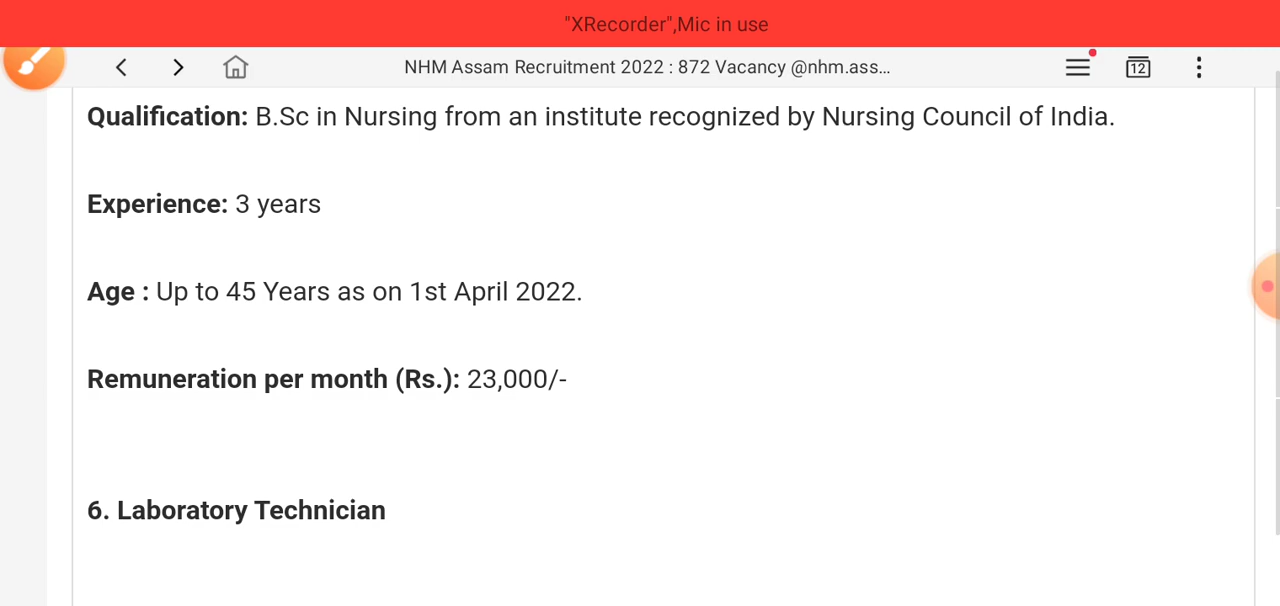 "XRecorder",Mic in use
NHM Assam Recruitment 2022 : 872 Vacancy @nhm.ass...
12
Qualification: B.Sc in Nursing from an institute recognized by Nursing Council of India.
Experience: 3 years
Age : Up to 45 Years as on 1st April 2022.
Remuneration per month (Rs.): 23,000/-
6. Laboratory Technician